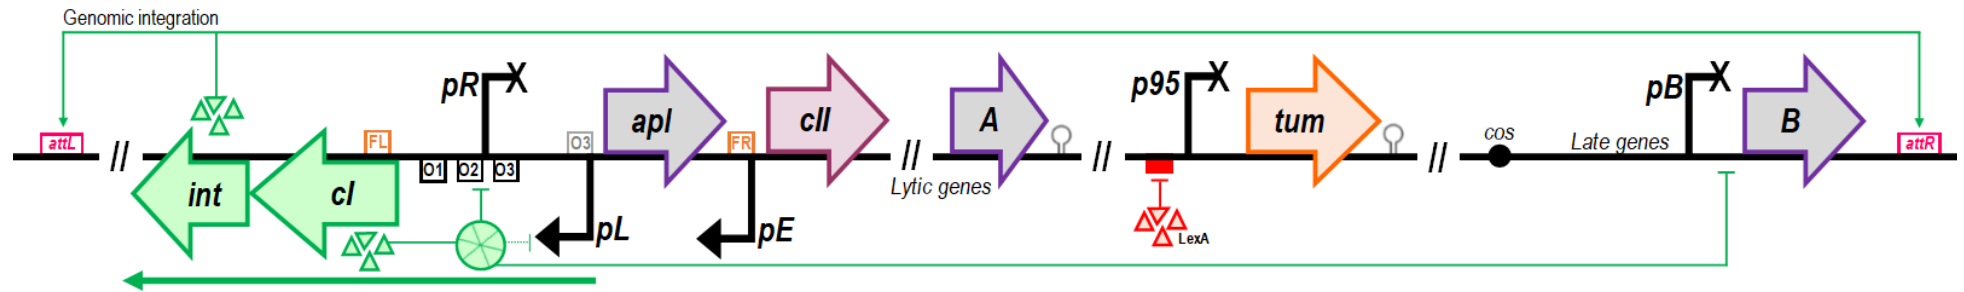 Genomic integration
pR
p95
pB
apl
cII
A
tum
B
attL
FL
O3
FR
cos
Late genes
attR
O1
O2
O3
int
cI
Lytic genes
pL
pE
LexA